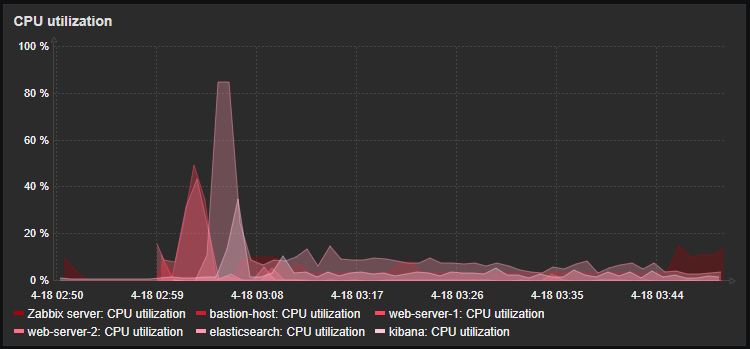 CPU utilization
100 %
80 %
60 %
40 %
20 %
0 %
4-18 02:50 4-18 02:59 4-18 03:08 4-18 03:17 4-18 03:26 4-18 03:35 4-18 03:44
Zabbix server: CPU utilization bastion-host: CPU utilization web-server-1: CPU utilization
web-server-2: CPU utilization elasticsearch: CPU utilization kibana: CPU utilization